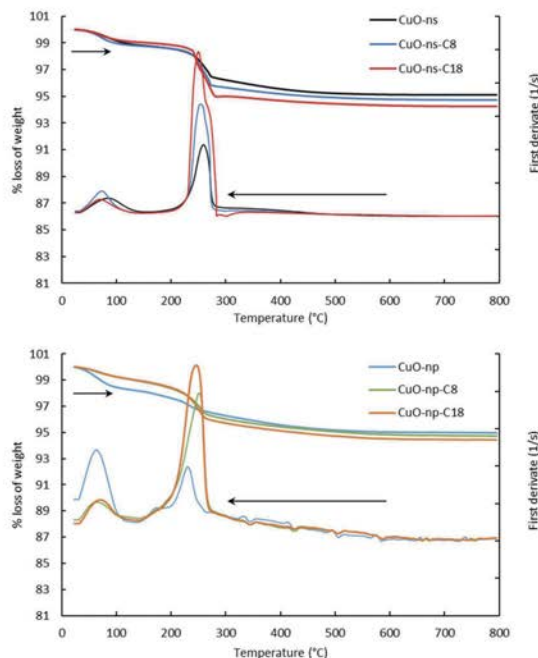 101
99
97
95
93
91
89
87
85
83
81
% loss of weight
First derivate (1/s)
CuO-ns
CuO-ns-C8
CuO-ns-C18
0 100 200 300 400 500 600 700 800
Temperature (°C)
101
99
97
95
93
91
89
87
85
83
81
% loss of weight
First derivate (1/s)
CuO-np
CuO-np-C8
CuO-np-C18
0 100 200 300 400 500 600 700 800
Temperature (°C)